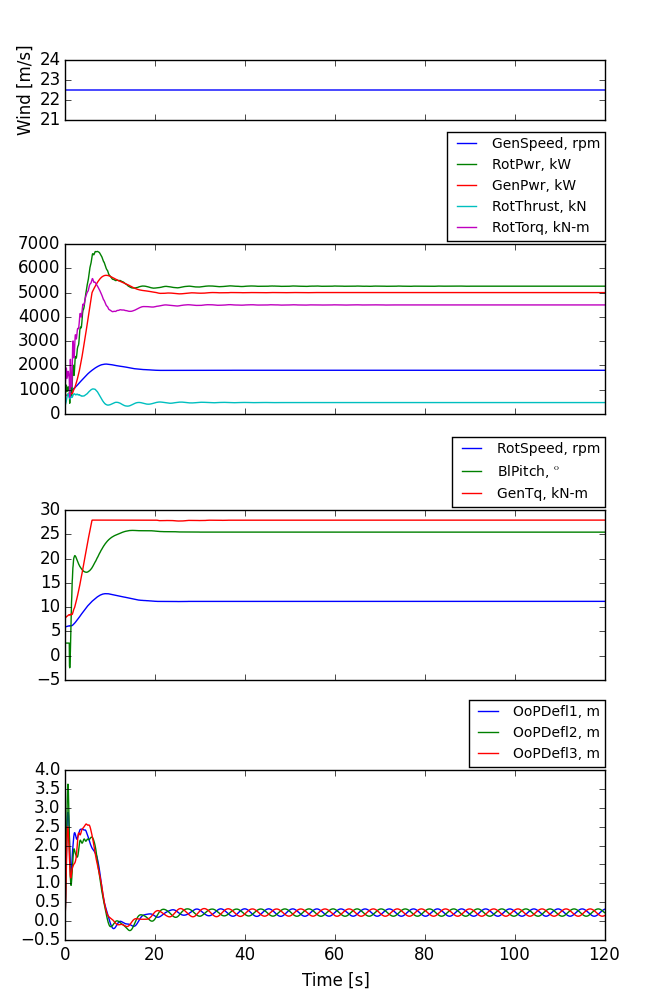 Wind [m/s]
24
23
22
21
GenSpeed, rpm
RotPwr, kW
GenPwr, kW
RotThrust, kN
RotTorq, kN-m
7000
6000
5000
4000
3000
2000
1000
0
RotSpeed, rpm
BlPitch, °
GenTq, kN-m
30
25
20
15
10
5
0
−5
OoPDefl1, m
OoPDefl2, m
OoPDefl3, m
4.0
3.5
3.0
2.5
2.0
1.5
1.0
0.5
0.0
−0.5
0 20 40 60 80 100 120
Time [s]